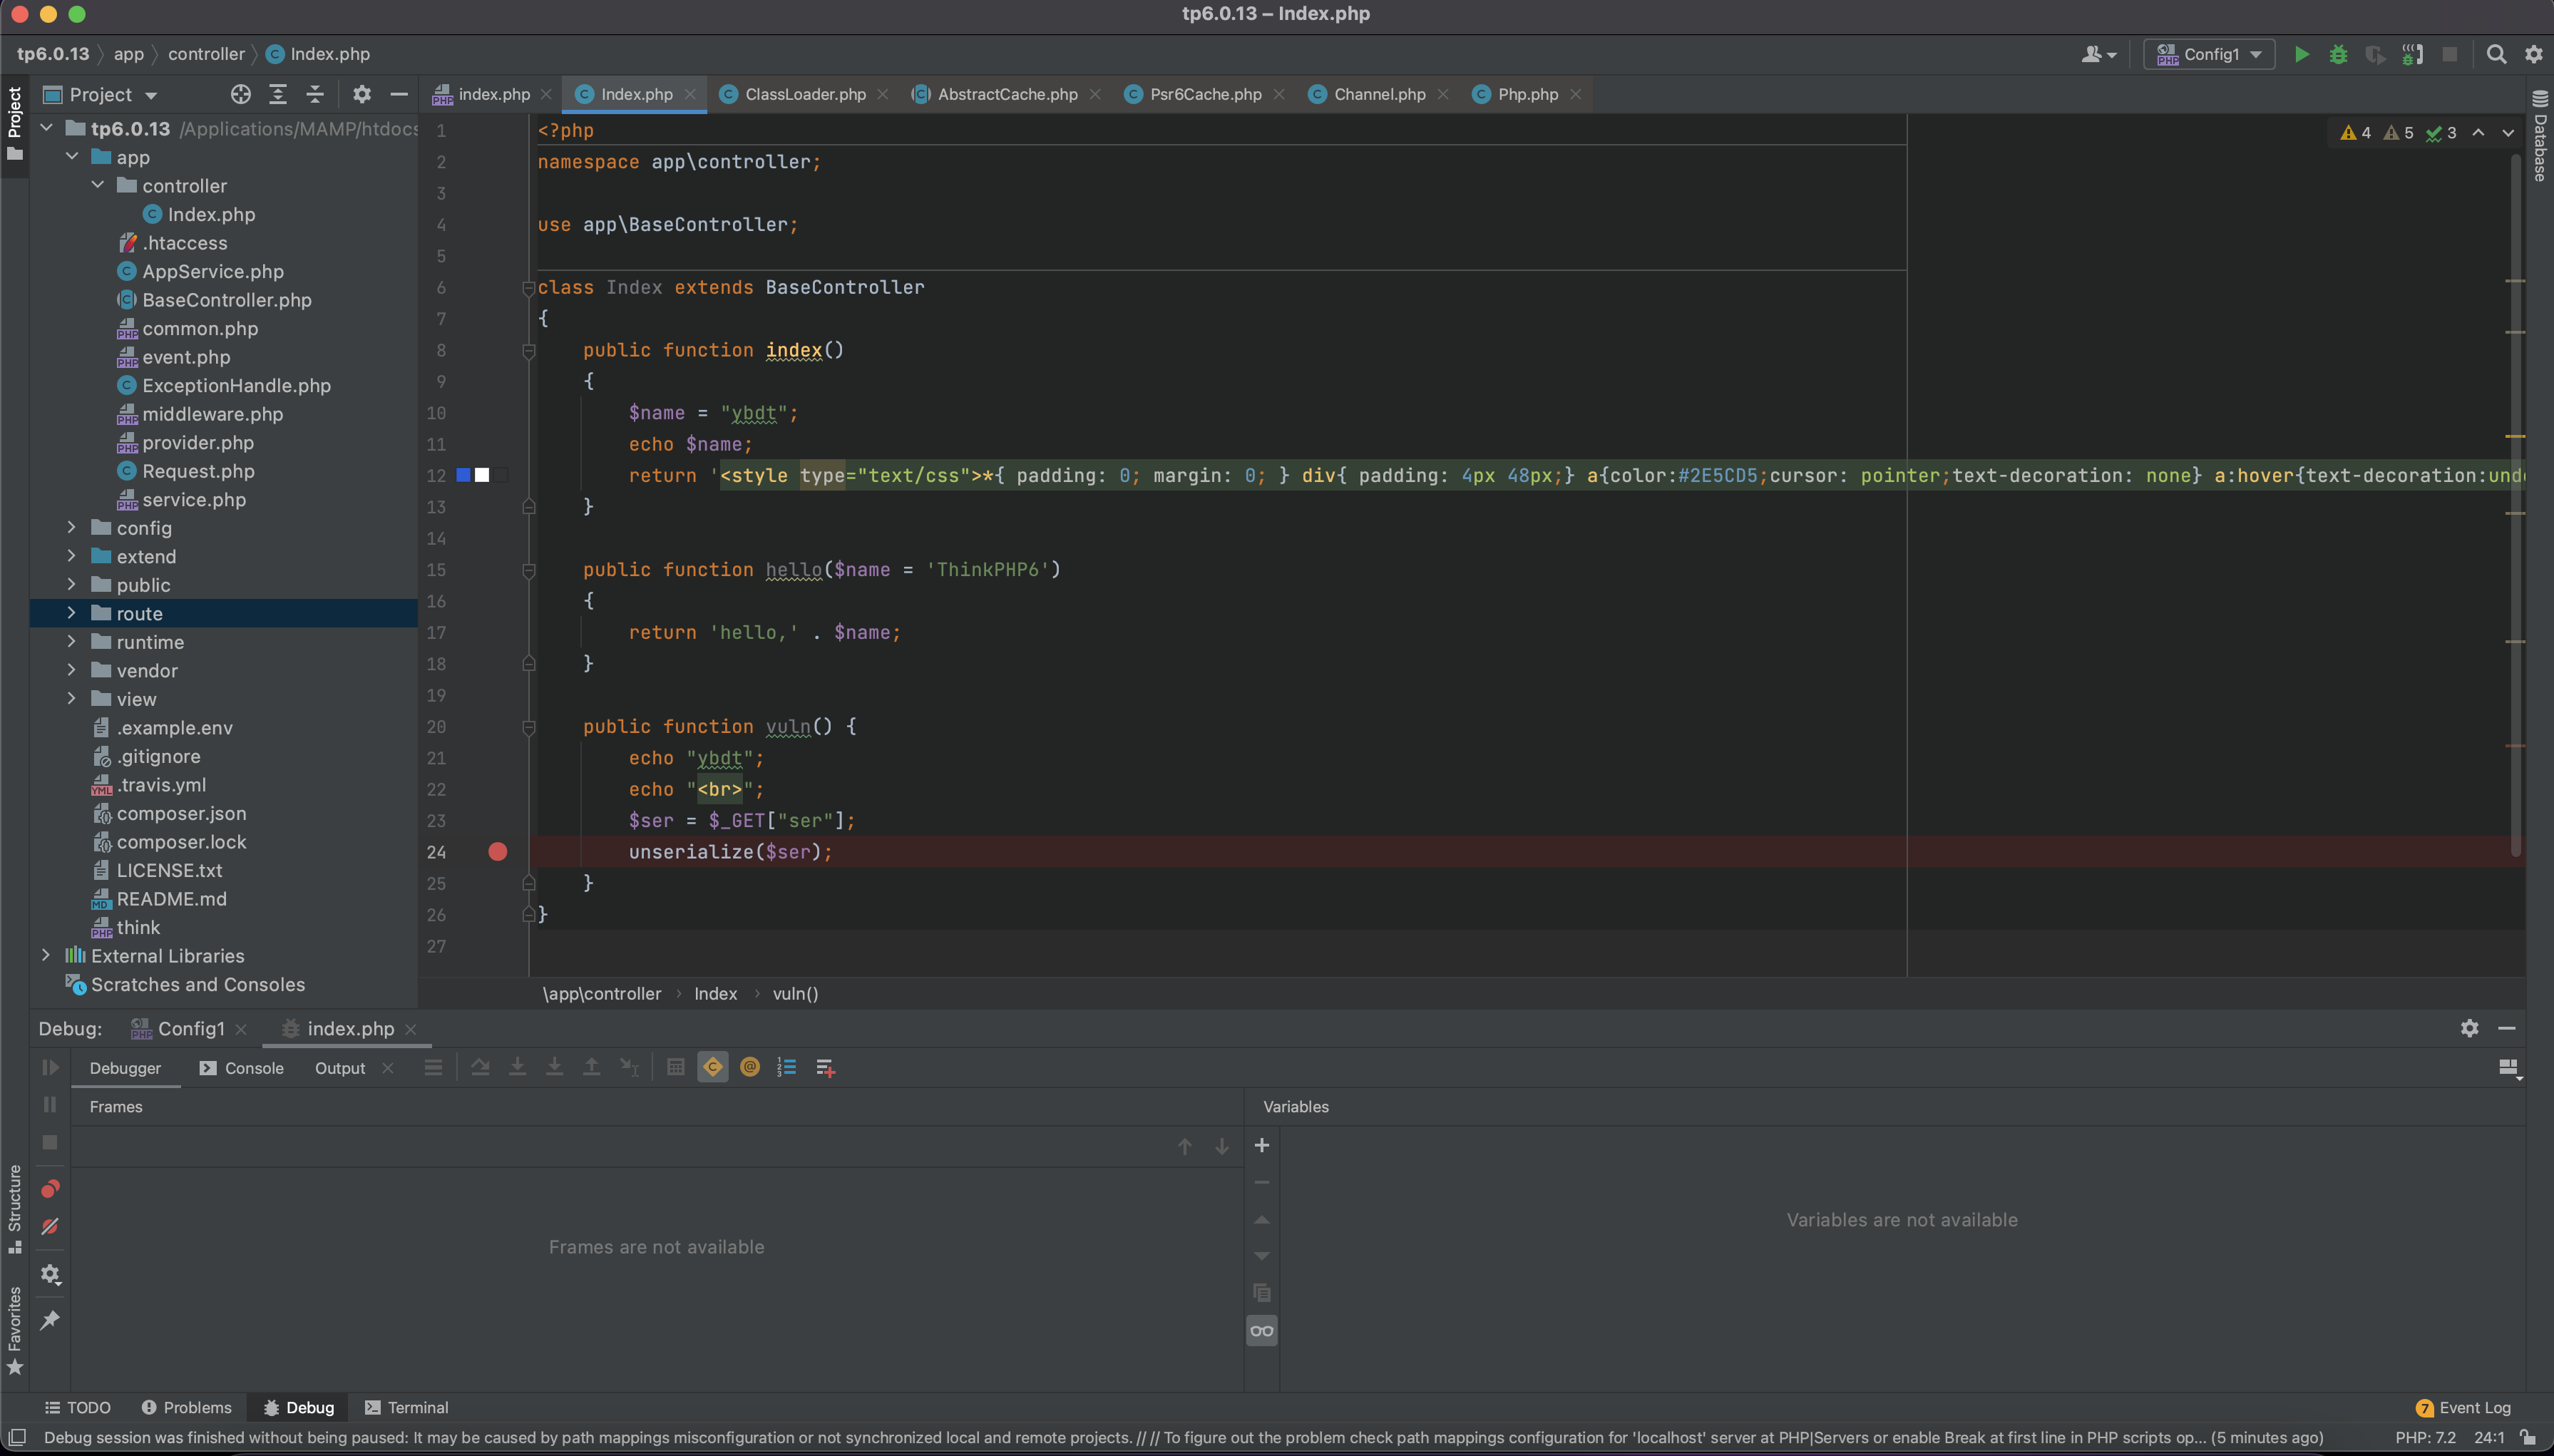 tp6.0.13 – Index.php
tp6.0.13 app controller Index.php
Config1
Project
index.php Index.php ClassLoader.php AbstractCache.php Psr6Cache.php Channel.php Php.php
Project
Structure
Favorites
Database
tp6.0.13 /Applications/MAMP/htdocs
app
controller
Index.php
.htaccess
AppService.php
BaseController.php
common.php
event.php
ExceptionHandle.php
middleware.php
provider.php
Request.php
service.php
config
extend
public
route
runtime
vendor
view
.example.env
.gitignore
.travis.yml
composer.json
composer.lock
LICENSE.txt
README.md
think
External Libraries
Scratches and Consoles
4 5 3
1 <?php
2 namespace app\controller;
3
4 use app\BaseController;
5
6 class Index extends BaseController
7 {
8 public function index()
9 {
10 $name = "ybdt";
11 echo $name;
12 return '<style type="text/css">*{ padding: 0; margin: 0; } div{ padding: 4px 48px;} a{color:#2E5CD5;cursor: pointer;text-decoration: none} a:hover{text-decoration:unde
13 }
14
15 public function hello($name = 'ThinkPHP6')
16 {
17 return 'hello,' . $name;
18 }
19
20 public function vuln() {
21 echo "ybdt";
22 echo "<br>";
23 $ser = $_GET["ser"];
24 unserialize($ser);
25 }
26 }
27
\app\controller Index vuln()
Debug: Config1 index.php
Debugger Console Output
Frames
Variables
Frames are not available
Variables are not available
TODO Problems Debug Terminal
7 Event Log
Debug session was finished without being paused: It may be caused by path mappings misconfiguration or not synchronized local and remote projects. // // To figure out the problem check path mappings configuration for 'localhost' server at PHP|Servers or enable Break at first line in PHP scripts op... (5 minutes ago)
PHP: 7.2 24:1